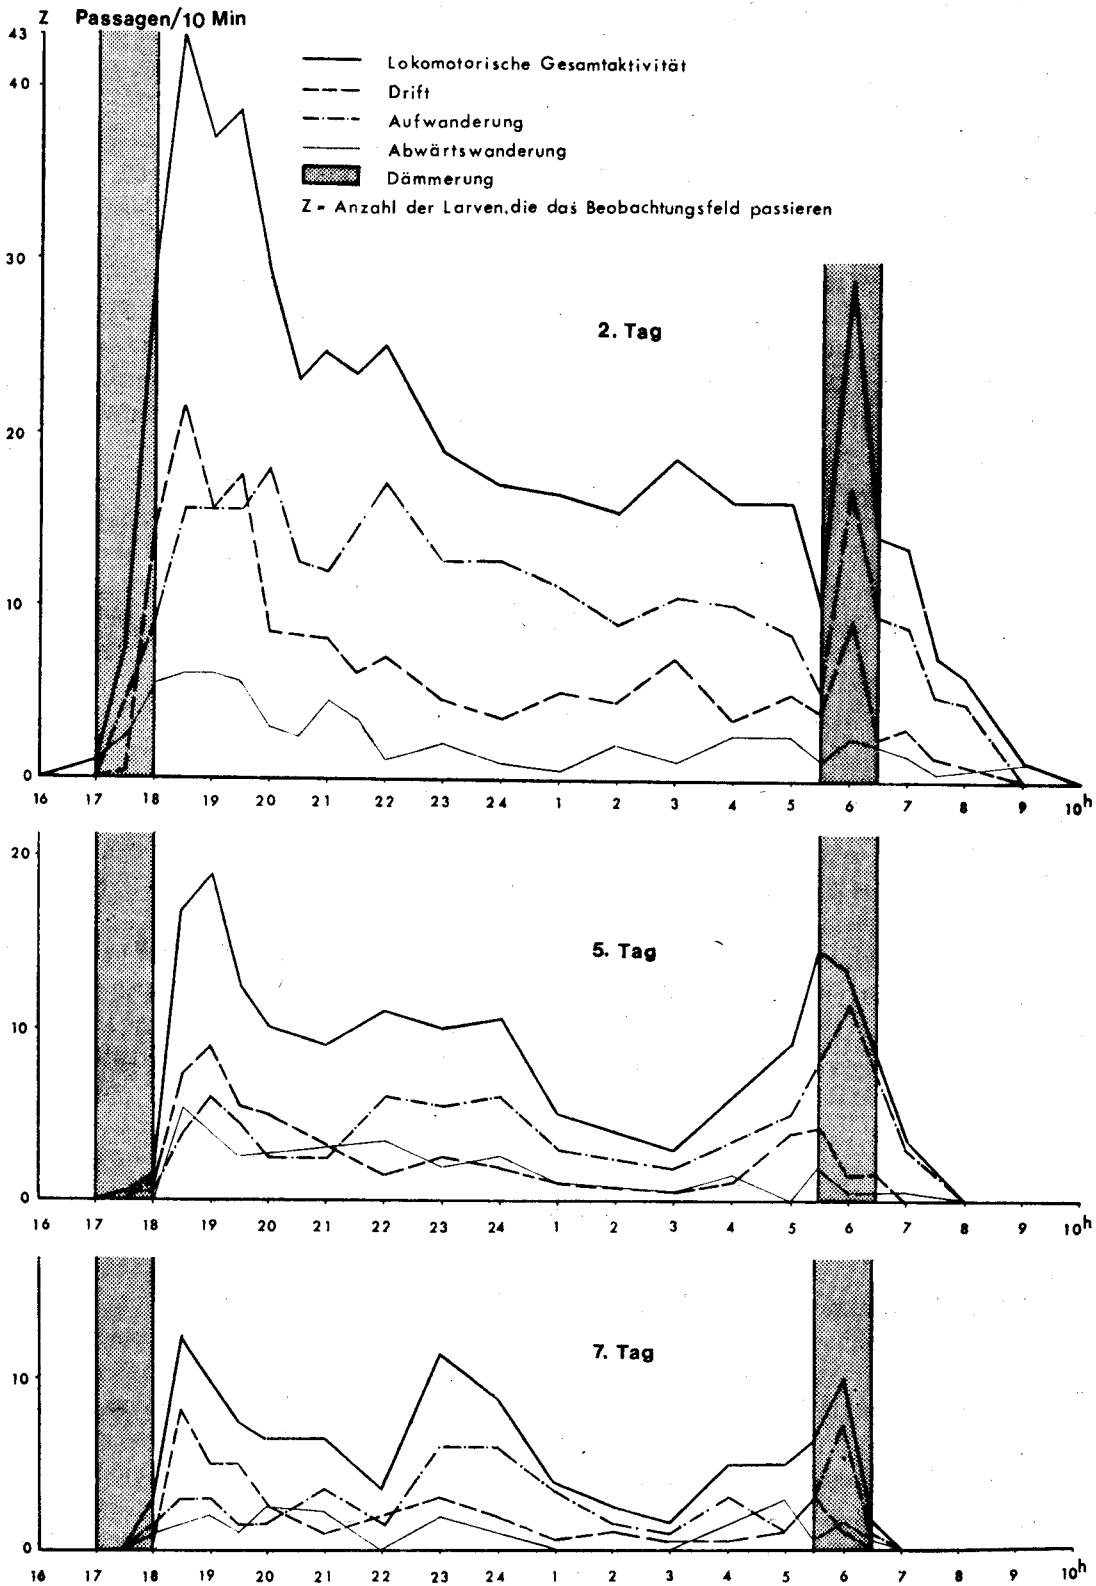 Z Passagen/10 Min
43
40
30
20
10
0
Lokomotorische Gesamtaktivität
Drift
Aufwanderung
Abwärtswanderung
Dämmerung
Z = Anzahl der Larven, die das Beobachtungsfeld passieren
2. Tag
16 17 18 19 20 21 22 23 24 1 2 3 4 5 6 7 8 9 10h
20
10
0
5. Tag
16 17 18 19 20 21 22 23 24 1 2 3 4 5 6 7 8 9 10h
10
0
7. Tag
16 17 18 19 20 21 22 23 24 1 2 3 4 5 6 7 8 9 10h